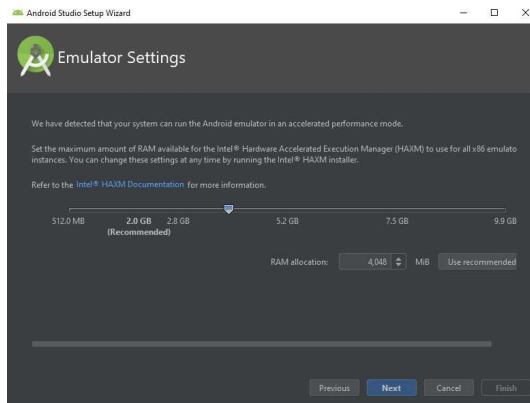 Android Studio Setup Wizard
Emulator Settings
We have detected that your system can run the Android emulator in an accelerated performance mode.
Set the maximum amount of RAM available for the Intel® Hardware Accelerated Execution Manager (HAXM) to use for all x86 emulato
instances. You can change these settings at any time by running the Intel® HAXM installer.
Refer to the Intel® HAXM Documentation for more information.
512.0 MB 2.0 GB 2.8 GB 5.2 GB 7.5 GB 9.9 GB
(Recommended)
RAM allocation: 4,048 MiB Use recommended
Previous Next Cancel Finish